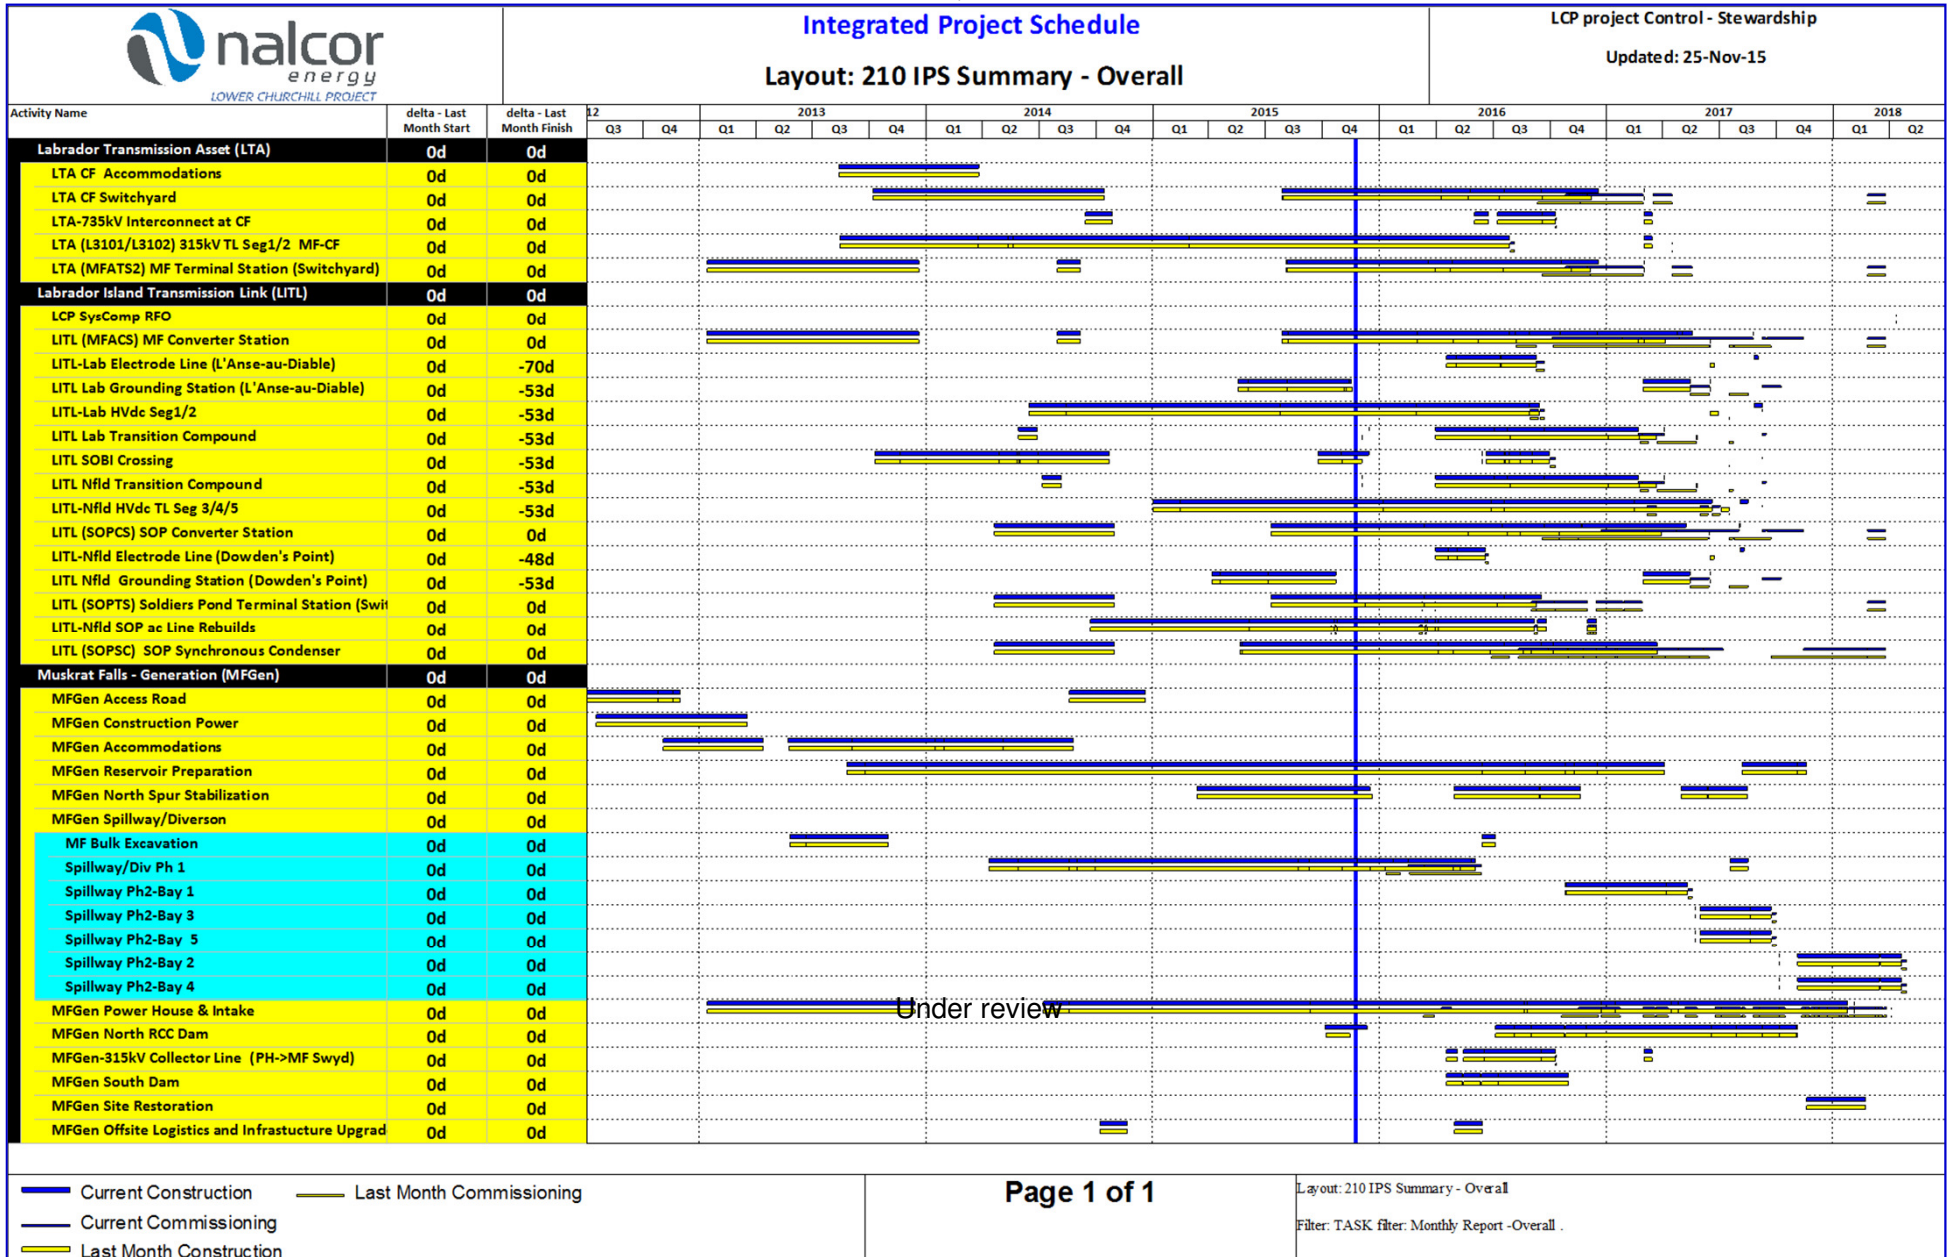 nalcor
energy
LOWER CHURCHILL PROJECT
Integrated Project Schedule
Layout: 210 IPS Summary - Overall
LCP project Control - Stewardship
Updated: 25-Nov-15
Activity Name delta - Last Month Start delta - Last Month Finish
12 2013 2014 2015 2016 2017 2018
Q3 Q4 Q1 Q2 Q3 Q4 Q1 Q2 Q3 Q4 Q1 Q2 Q3 Q4 Q1 Q2 Q3 Q4 Q1 Q2 Q3 Q4 Q1 Q2
Labrador Transmission Asset (LTA) 0d 0d
LTA CF Accommodations 0d 0d
LTA CF Switchyard 0d 0d
LTA-735kV Interconnect at CF 0d 0d
LTA (L3101/L3102) 315kV TL Seg1/2 MF-CF 0d 0d
LTA (MFATS2) MF Terminal Station (Switchyard) 0d 0d
Labrador Island Transmission Link (LITL) 0d 0d
LCP SysComp RFO 0d 0d
LITL (MFACS) MF Converter Station 0d 0d
LITL-Lab Electrode Line (L'Anse-au-Diable) 0d -70d
LITL Lab Grounding Station (L'Anse-au-Diable) 0d -53d
LITL-Lab HVdc Seg1/2 0d -53d
LITL Lab Transition Compound 0d -53d
LITL SOBI Crossing 0d -53d
LITL Nfld Transition Compound 0d -53d
LITL-Nfld HVdc TL Seg 3/4/5 0d -53d
LITL (SOPCS) SOP Converter Station 0d 0d
LITL-Nfld Electrode Line (Dowden's Point) 0d -48d
LITL Nfld Grounding Station (Dowden's Point) 0d -53d
LITL (SOPTS) Soldiers Pond Terminal Station (Swit 0d 0d
LITL-Nfld SOP ac Line Rebuilds 0d 0d
LITL (SOPSC) SOP Synchronous Condenser 0d 0d
Muskrat Falls - Generation (MFGen) 0d 0d
MFGen Access Road 0d 0d
MFGen Construction Power 0d 0d
MFGen Accommodations 0d 0d
MFGen Reservoir Preparation 0d 0d
MFGen North Spur Stabilization 0d 0d
MFGen Spillway/Diverson 0d 0d
MF Bulk Excavation 0d 0d
Spillway/Div Ph 1 0d 0d
Spillway Ph2-Bay 1 0d 0d
Spillway Ph2-Bay 3 0d 0d
Spillway Ph2-Bay 5 0d 0d
Spillway Ph2-Bay 2 0d 0d
Spillway Ph2-Bay 4 0d 0d
MFGen Power House & Intake 0d 0d Under review
MFGen North RCC Dam 0d 0d
MFGen-315kV Collector Line (PH->MF Swyd) 0d 0d
MFGen South Dam 0d 0d
MFGen Site Restoration 0d 0d
MFGen Offsite Logistics and Infrastucture Upgrad 0d 0d
Current Construction Last Month Commissioning
Current Commissioning
Last Month Construction
Page 1 of 1
Layout: 210 IPS Summary - Overall
Filter: TASK filter: Monthly Report -Overall .